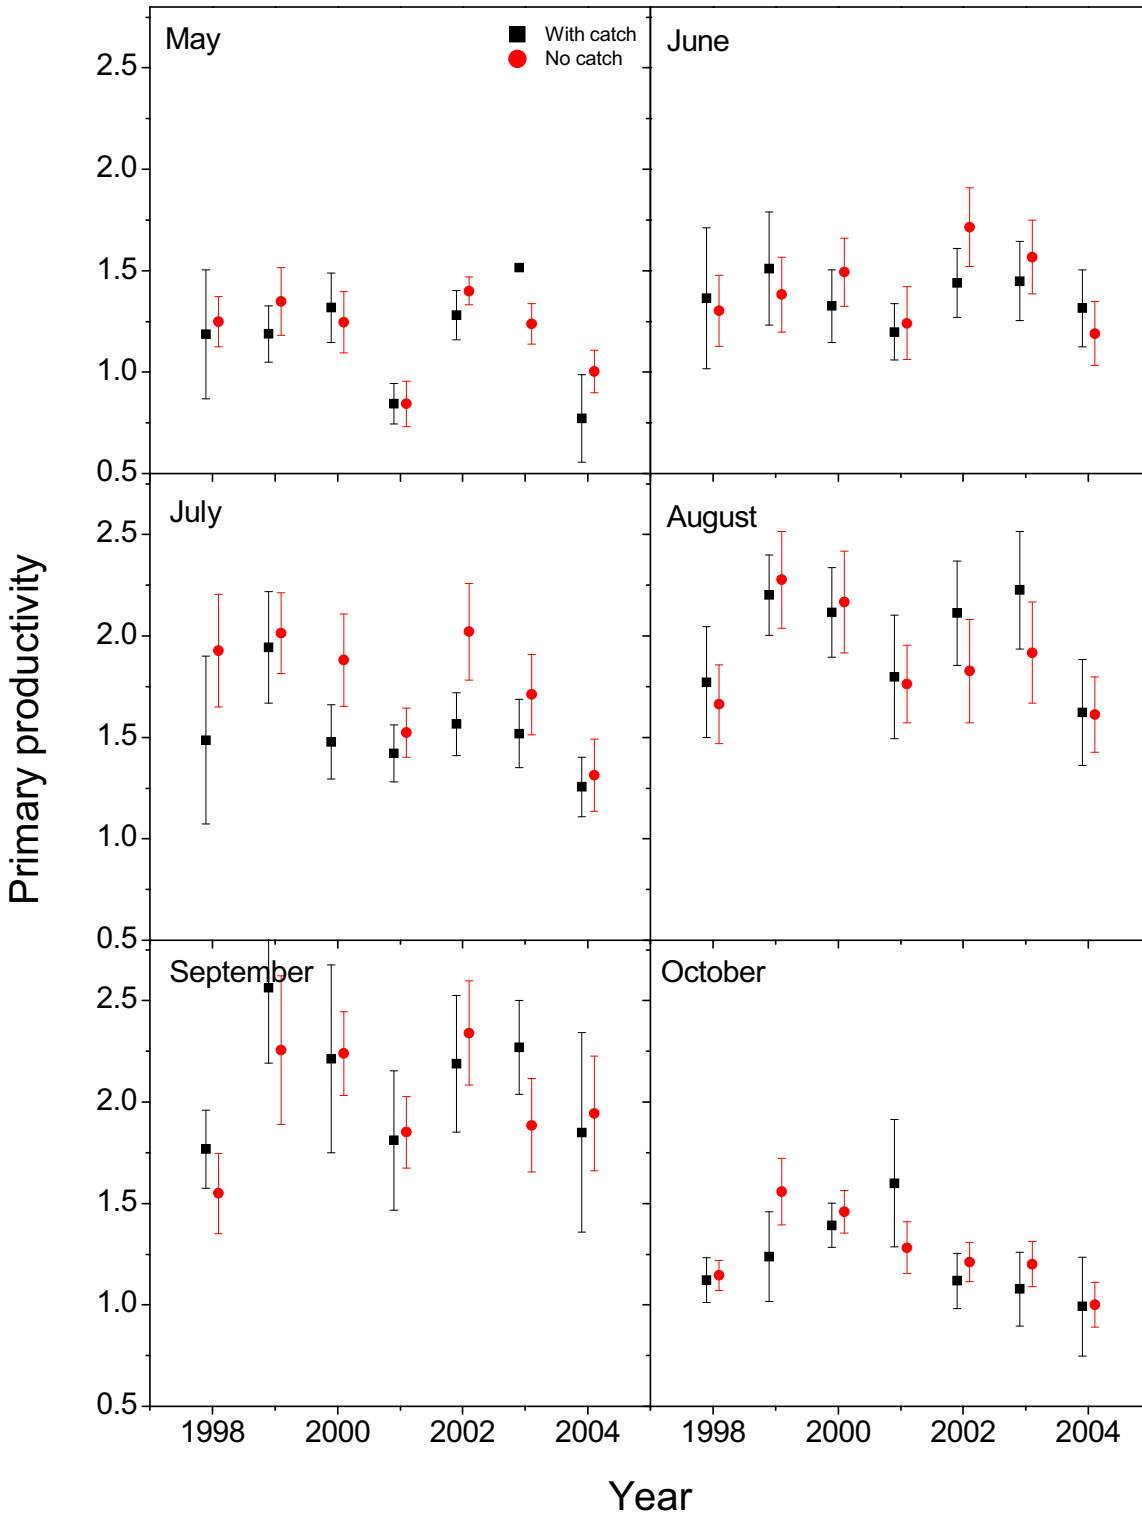 May
With catch
No catch
June
2.5
2.0
1.5
1.0
0.5
July
August
2.5
2.0
1.5
1.0
0.5
September
October
2.5
2.0
1.5
1.0
0.5
Primary productivity
1998 2000 2002 2004 1998 2000 2002 2004
Year